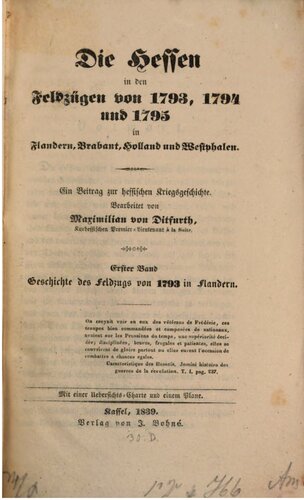 Die Hessen
in den
Feldzügen von 1793, 1794
und 1795
in
Flandern, Brabant, Holland und Westphalen.
Ein Beitrag zur hessischen Kriegsgeschichte.
Bearbeitet von
Maximilian von Ditfurth,
Kurhessischen Premier-Lieutenant à la Suite.
Erster Band
Geschichte des Feldzugs von 1793 in Flandern.
On croyait voir en eux des vétérans de Fréderic, ces
troupes bien commandées et composées de nationaux,
avaient sur les Prussiens du temps, une supériorité déci-
dée; disciplinées, braves, frugales et patientes, elles se
couvrirent de gloire partout ou elles eurent l'occasion de
combattre a chances égales.
Caracteristique des Hessois, Jomini histoire des
guerres de la révolution. T. I. pag. 237.
Mit einer Uebersichts-Charte und einem Plane.
Kassel, 1839.
Verlag von J. Bohné.
30.D.